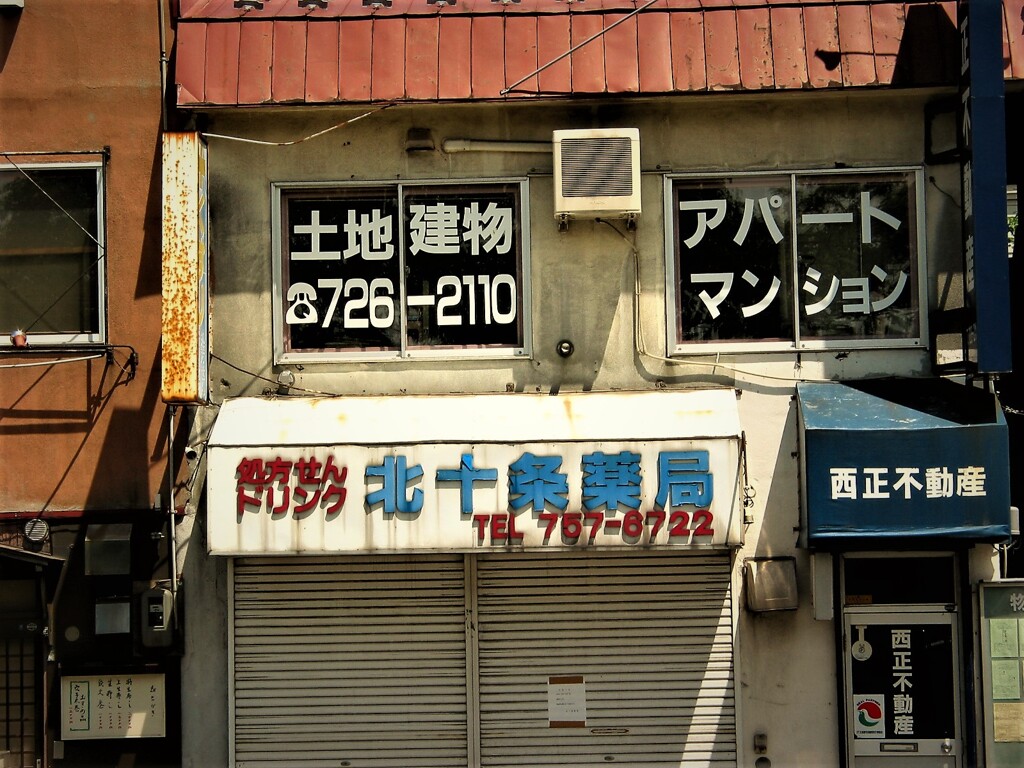 土地建物
☎726-2110
アパート
マンション
処方せん
ドリンク
北十条薬局
TEL 757-6722
西正不動産
西正不動産
物